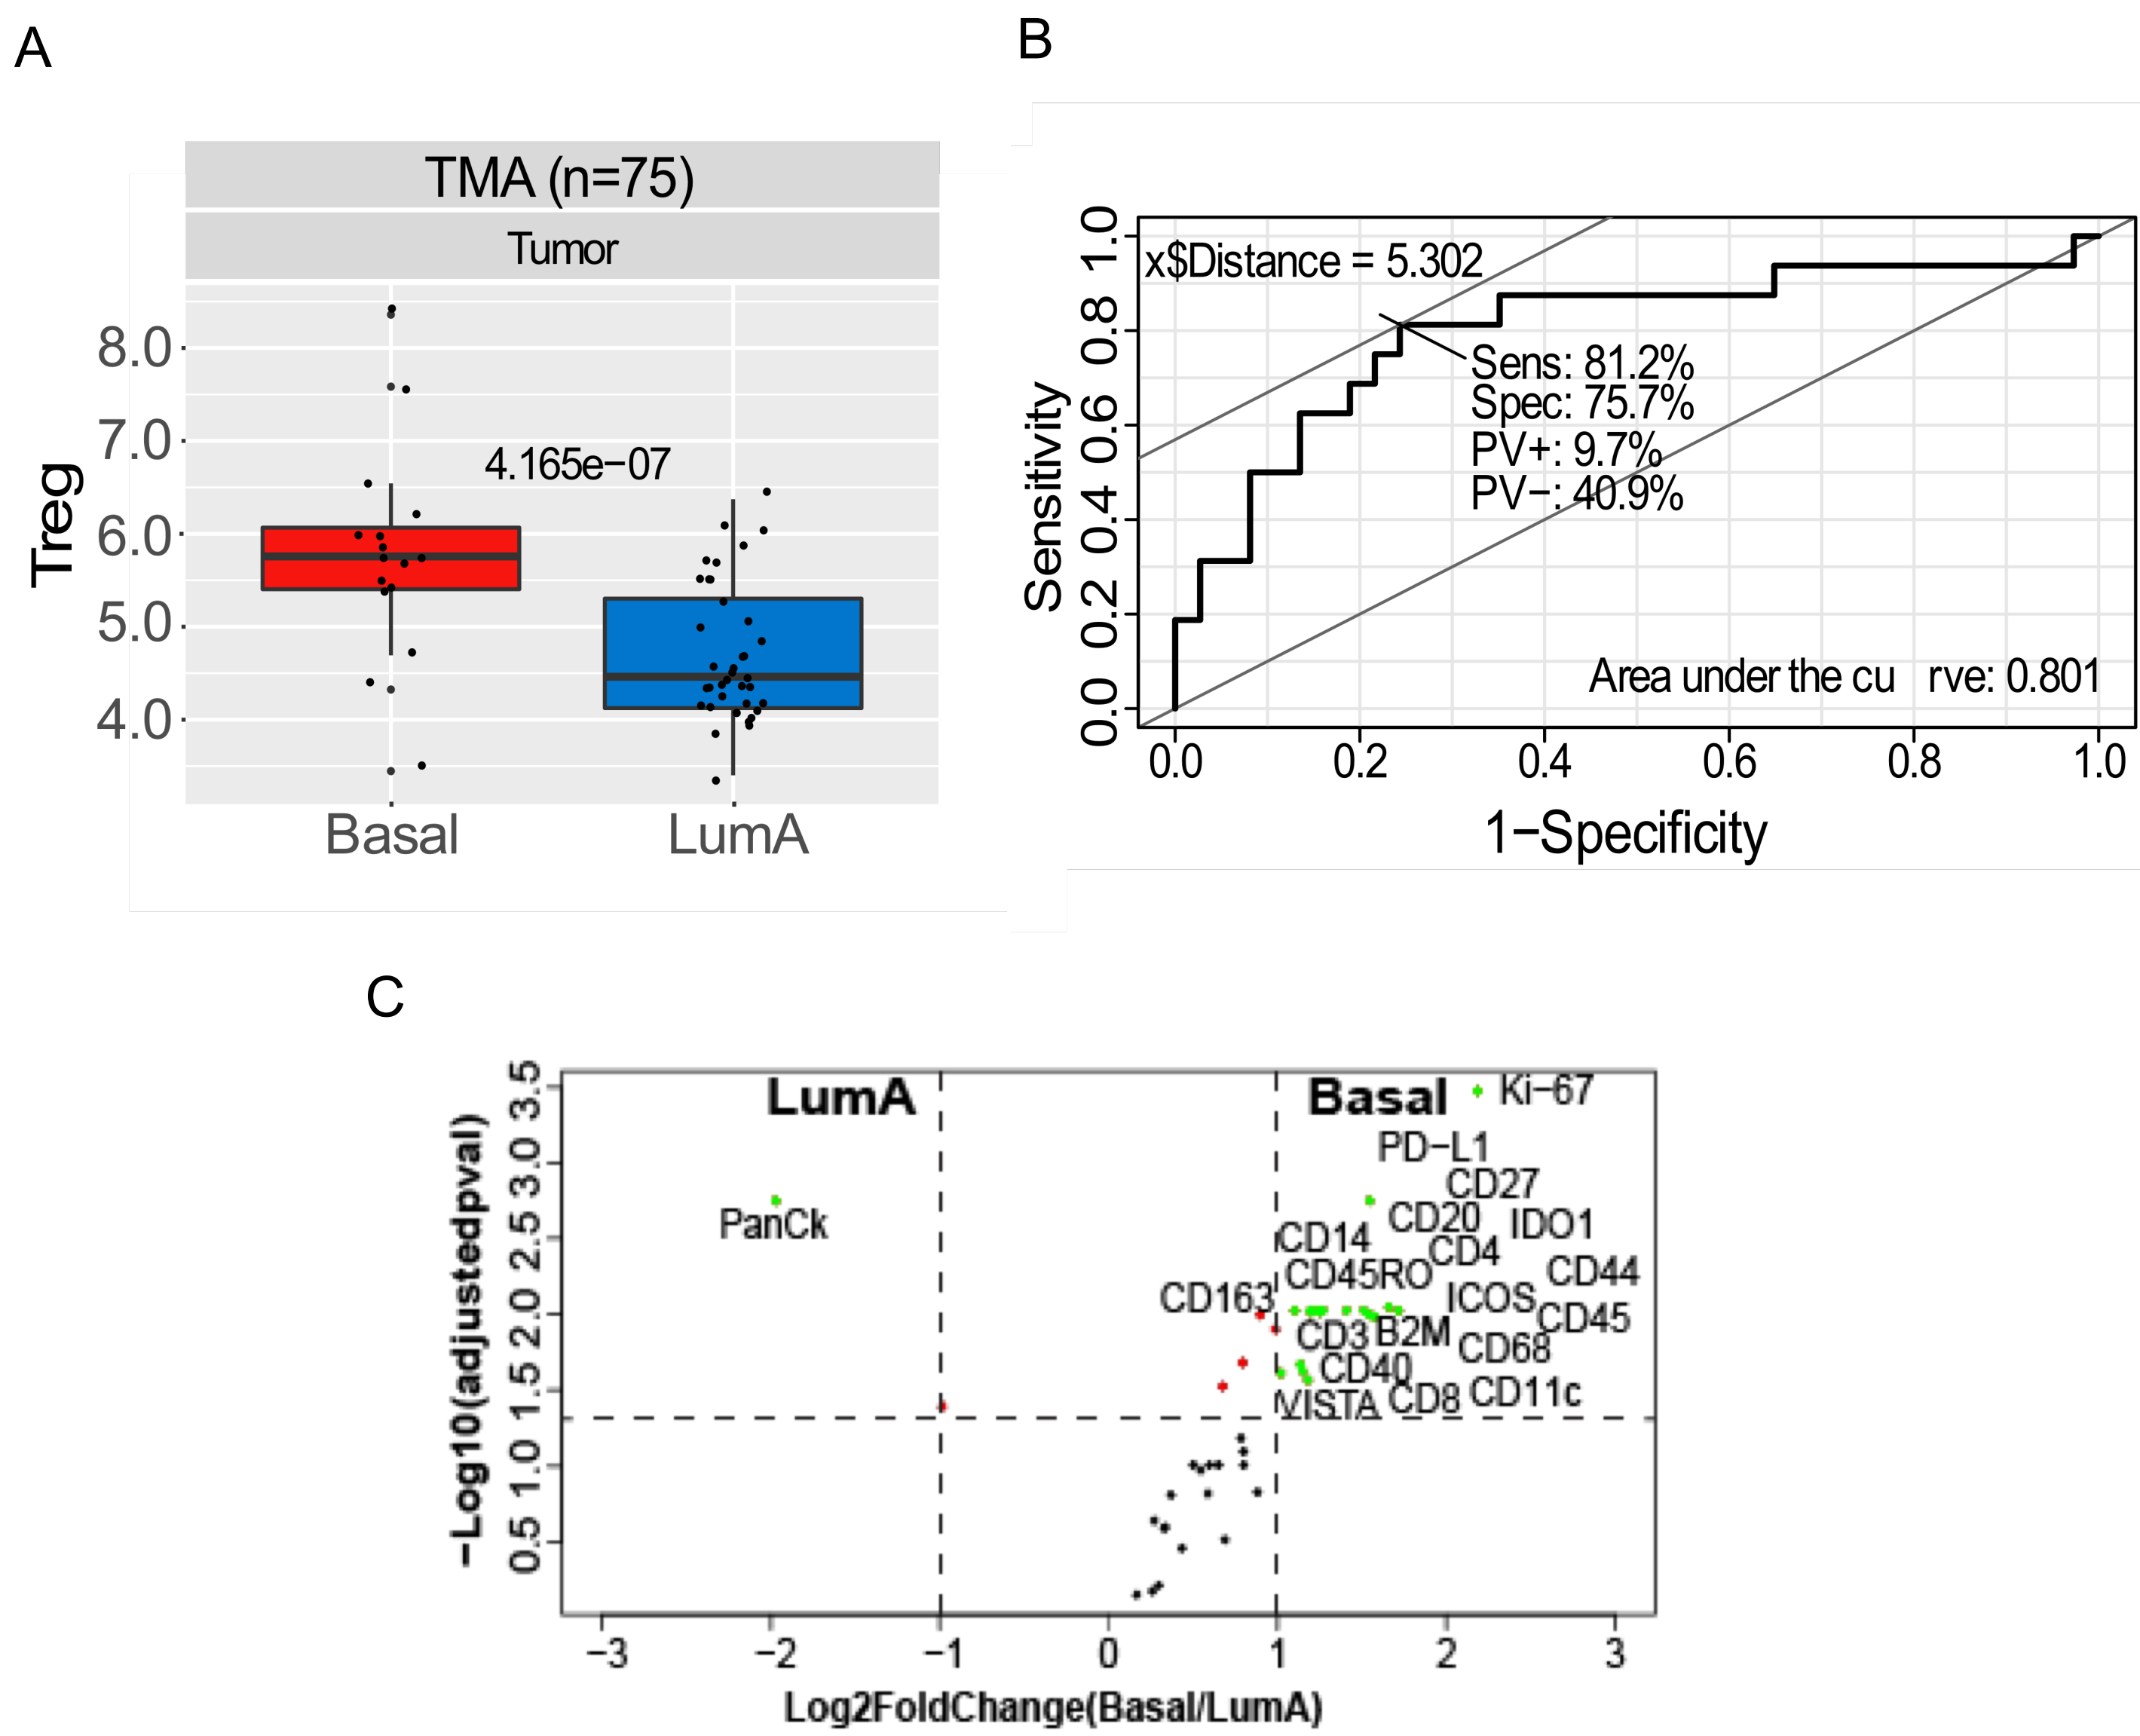 A
TMA (n=75)
Tumor
Treg
8.0
7.0
6.0
5.0
4.0
4.165e−07
Basal
LumA
B
x$Distance = 5.302
Sens: 81.2%
Spec: 75.7%
PV+: 9.7%
PV−: 40.9%
Area under the cu rve: 0.801
Sensitivity
1.0
0.8
0.6
0.4
0.2
0.0
0.0 0.2 0.4 0.6 0.8 1.0
1−Specificity
C
LumA
Basal
Ki−67
PD−L1
CD27
PanCk
CD20
IDO1
CD14
CD4
CD45RO
CD44
CD163
ICOS
CD45
CD3
B2M
CD68
CD40
VISTA
CD8
CD11c
−Log10(adjustedpval)
3.5
3.0
2.5
2.0
1.5
1.0
0.5
−3 −2 −1 0 1 2 3
Log2FoldChange(Basal/LumA)